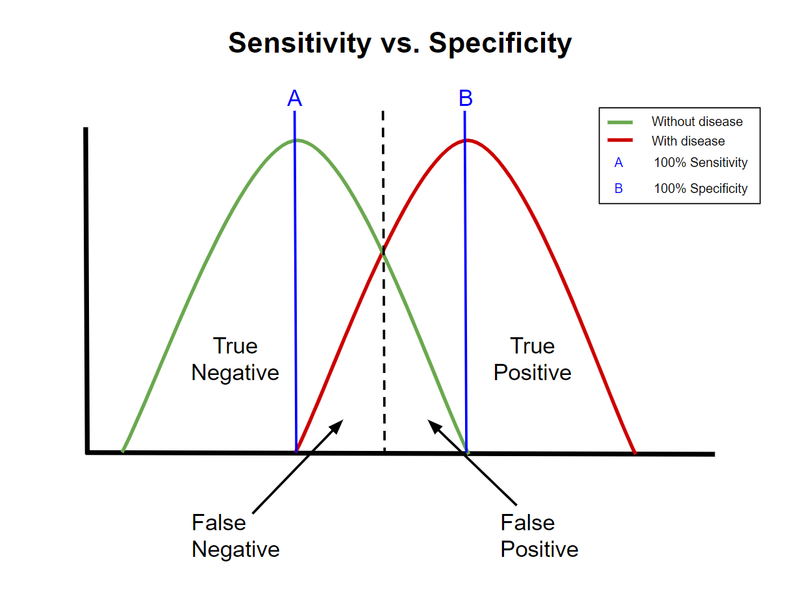 Sensitivity vs. Specificity
A
B
Without disease
With disease
A 100% Sensitivity
B 100% Specificity
True
Negative
True
Positive
False
Negative
False
Positive